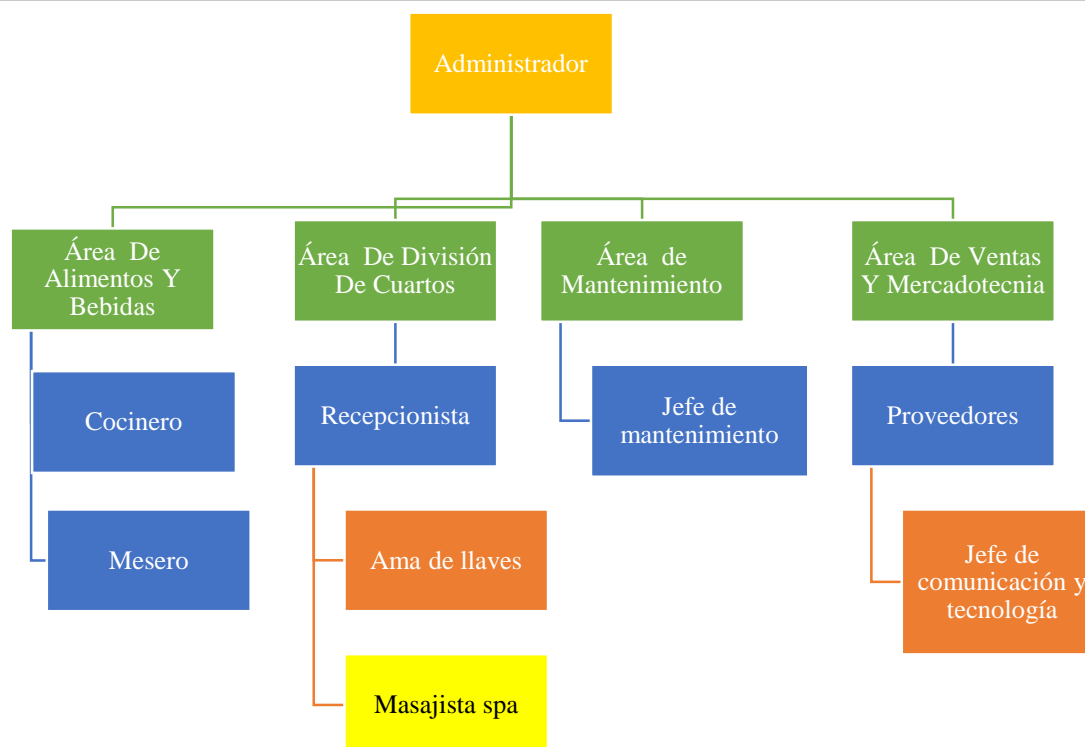 Administrador
Área De
Alimentos Y
Bebidas
Área De División
De Cuartos
Área de
Mantenimiento
Área De Ventas
Y Mercadotecnia
Cocinero
Recepcionista
Jefe de
mantenimiento
Proveedores
Mesero
Ama de llaves
Jefe de
comunicación y
tecnología
Masajista spa